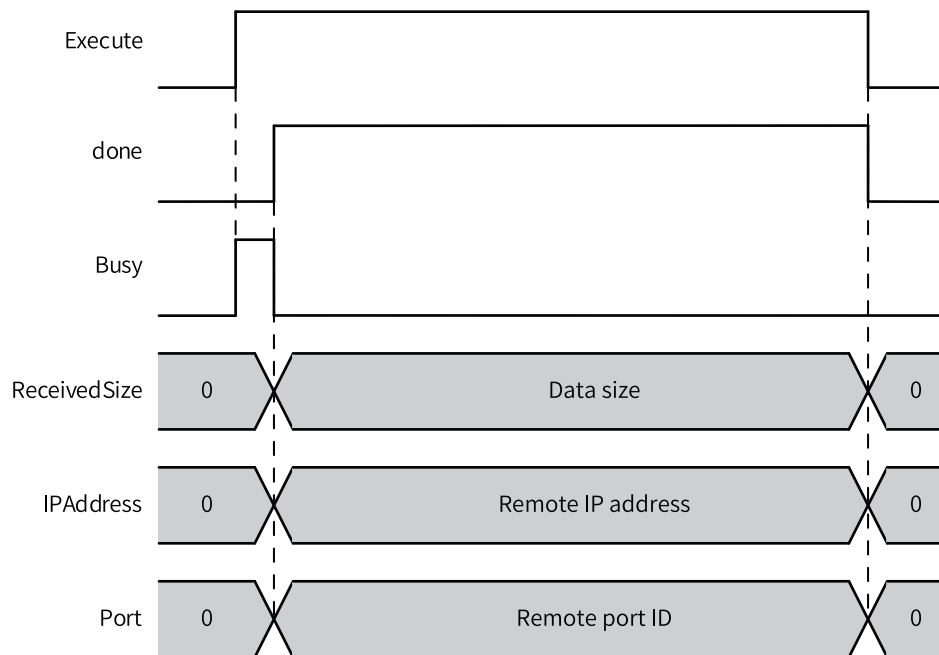 Execute
done
Busy
ReceivedSize 0 Data size 0
IPAddress 0 Remote IP address 0
Port 0 Remote port ID 0